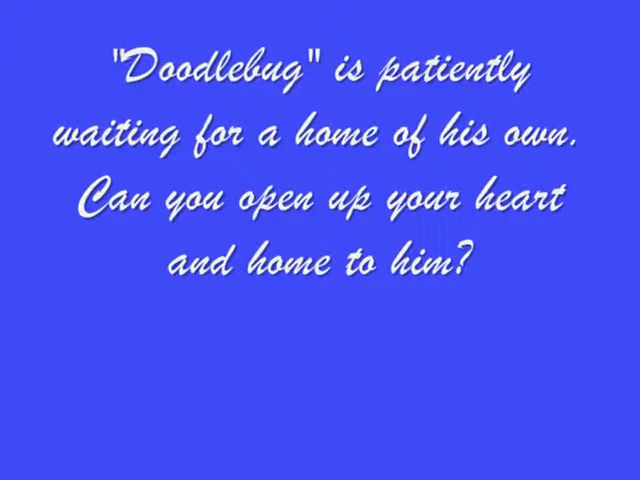 "Doodlebug" is patiently
waiting for a home of his own.
Can you open up your heart
and home to him?